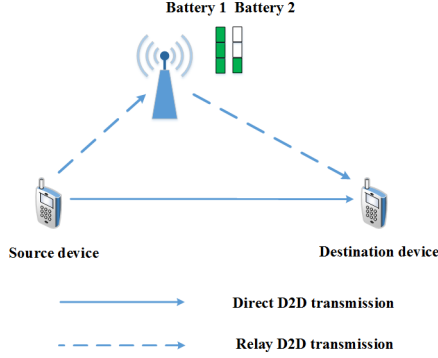 Battery 1 Battery 2
Source device
Destination device
Direct D2D transmission
Relay D2D transmission